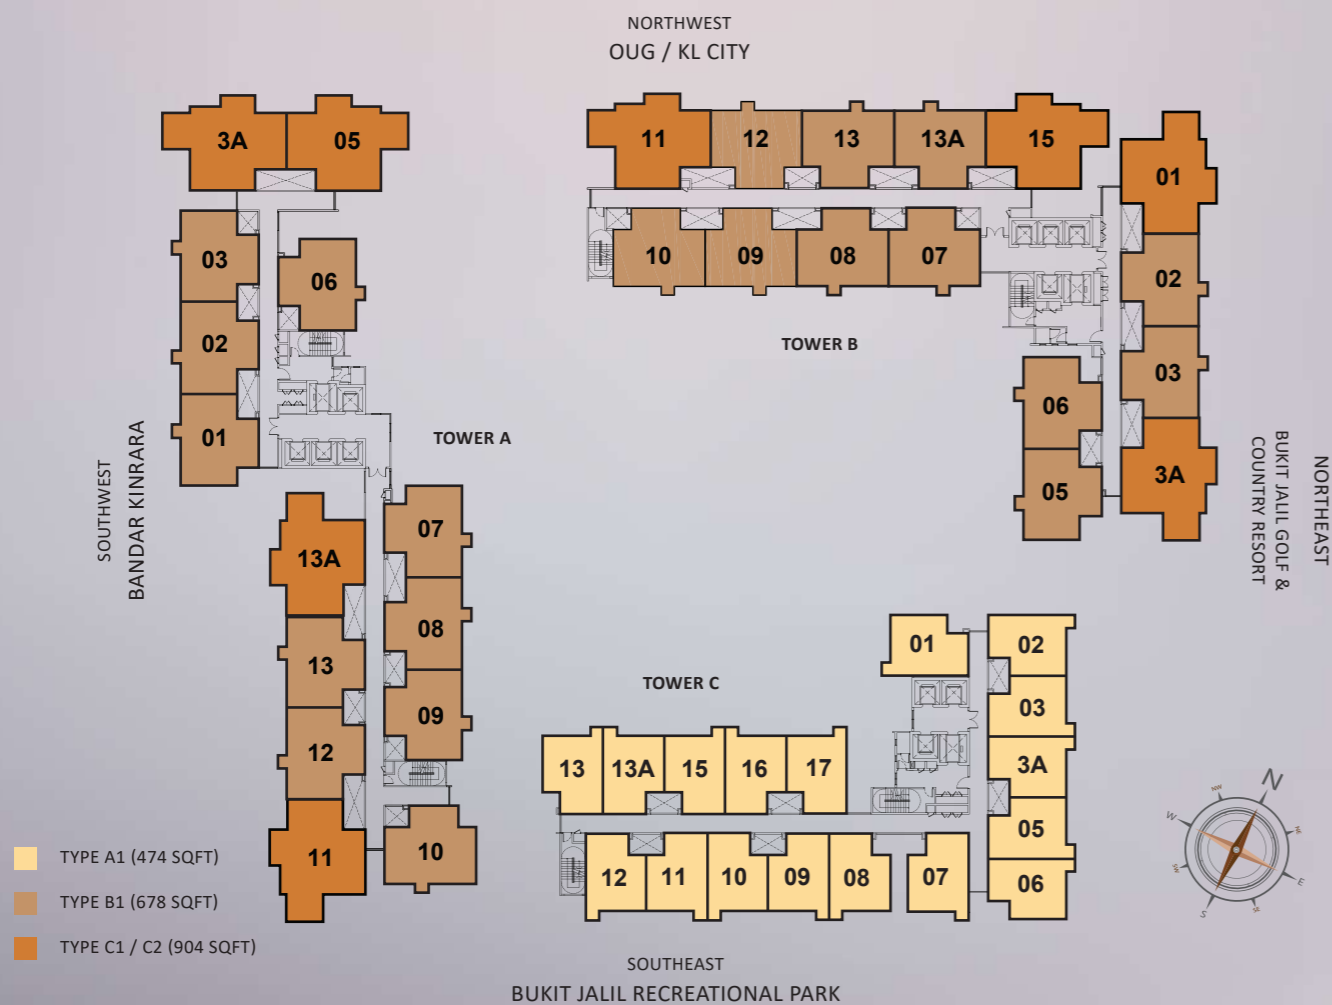 NORTHWEST
OUG / KL CITY
3A
05
11
12
13
13A
15
01
03
06
10
09
08
07
02
02
TOWER B
03
01
06
TOWER A
3A
05
SOUTHWEST
BANDAR KINRARA
BUKIT JALIL GOLF &
COUNTRY RESORT
NORTHEAST
07
13A
08
01
02
13
TOWER C
03
09
12
13
13A
15
16
17
3A
05
11
10
12
11
10
09
08
07
06
N
NE
E
SE
S
SW
W
NW
TYPE A1 (474 SQFT)
TYPE B1 (678 SQFT)
TYPE C1 / C2 (904 SQFT)
SOUTHEAST
BUKIT JALIL RECREATIONAL PARK